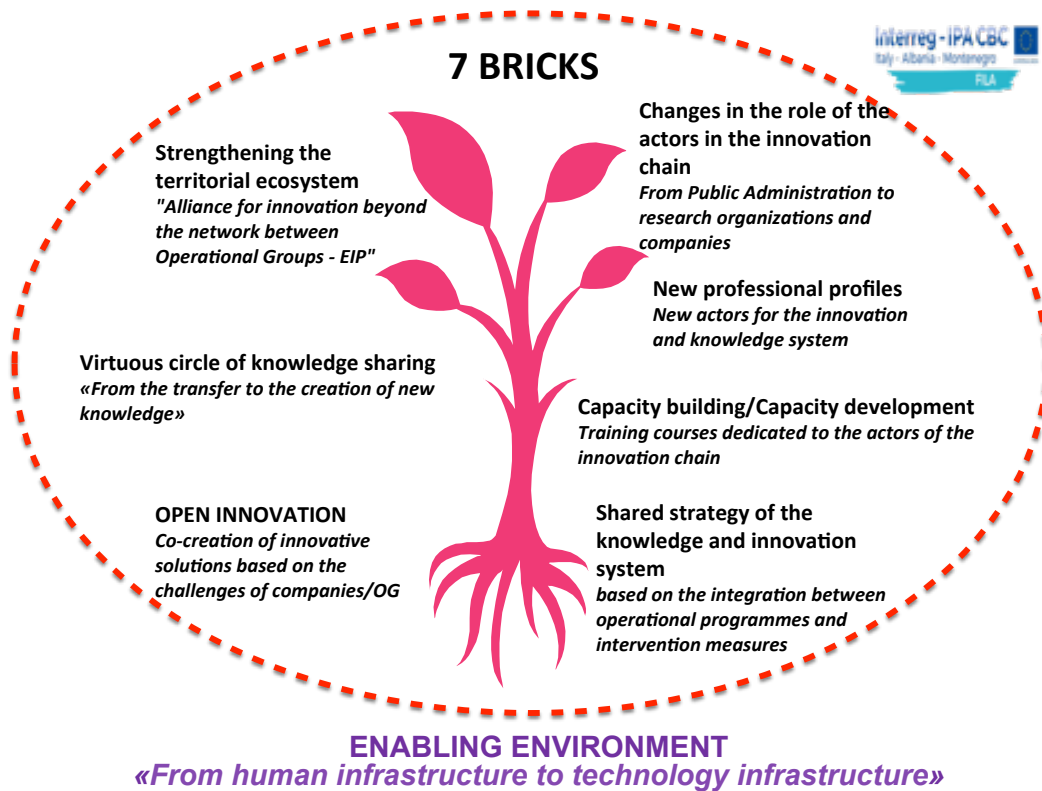 Interreg - IPA CBC
Italy - Albania - Montenegro
FILA
7 BRICKS
Strengthening the
territorial ecosystem
"Alliance for innovation beyond
the network between
Operational Groups - EIP"
Changes in the role of the
actors in the innovation
chain
From Public Administration to
research organizations and
companies
New professional profiles
New actors for the innovation
and knowledge system
Virtuous circle of knowledge sharing
«From the transfer to the creation of new
knowledge»
Capacity building/Capacity development
Training courses dedicated to the actors of the
innovation chain
OPEN INNOVATION
Co-creation of innovative
solutions based on the
challenges of companies/OG
Shared strategy of the
knowledge and innovation
system
based on the integration between
operational programmes and
intervention measures
ENABLING ENVIRONMENT
«From human infrastructure to technology infrastructure»